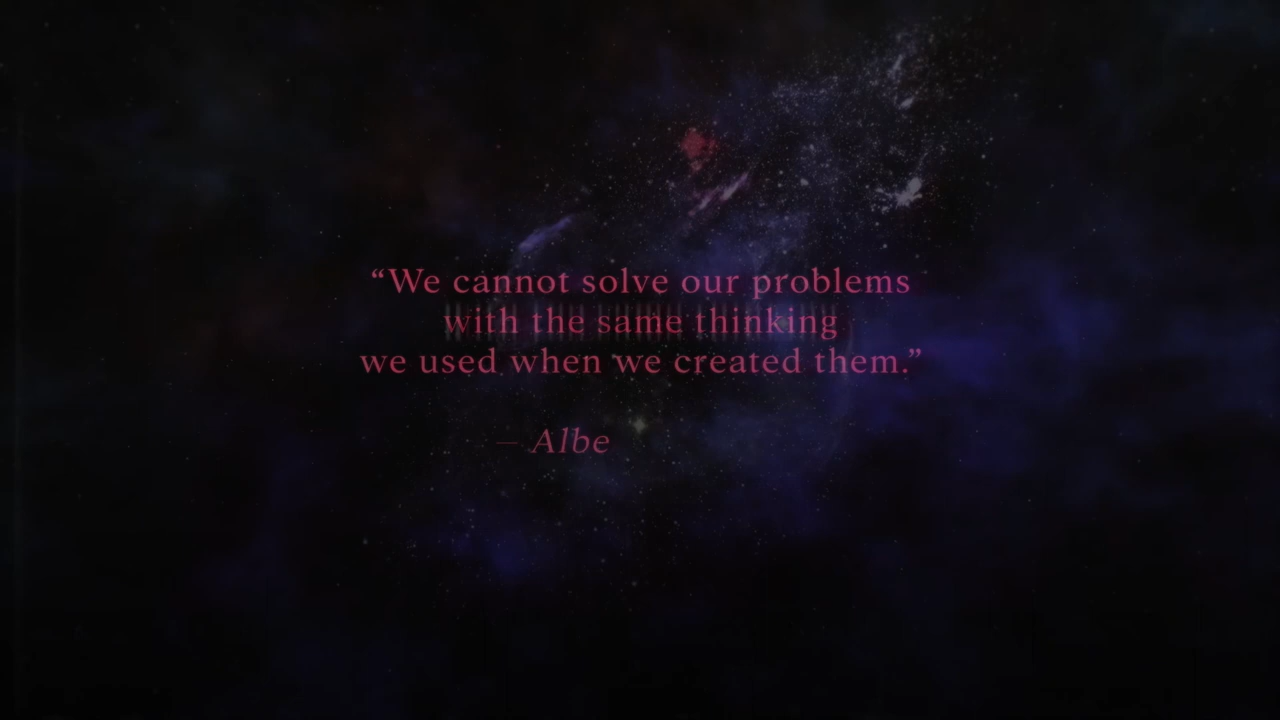 “We cannot solve our problems
with the same thinking
we used when we created them.”
— Albe